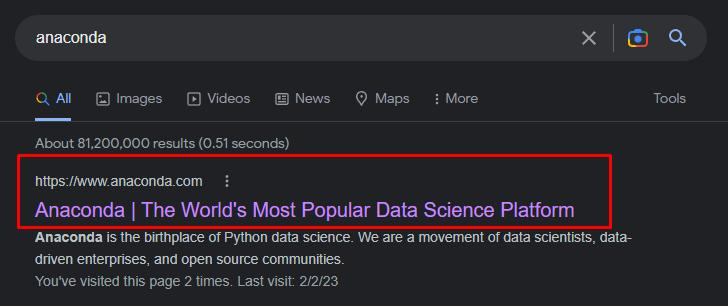 anaconda
All Images Videos News Maps More Tools
About 81,200,000 results (0.51 seconds)
https://www.anaconda.com
Anaconda | The World's Most Popular Data Science Platform
Anaconda is the birthplace of Python data science. We are a movement of data scientists, data-
driven enterprises, and open source communities.
You've visited this page 2 times. Last visit: 2/2/23